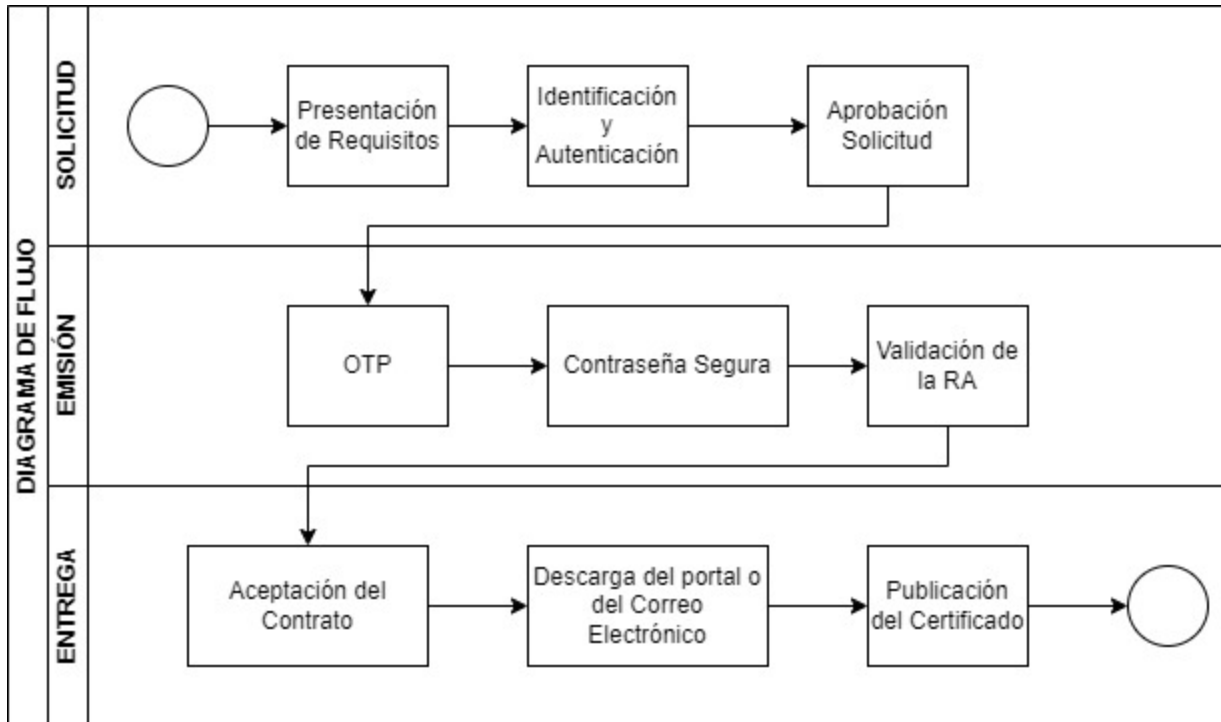 DIAGRAMA DE FLUJO
SOLICITUD
Presentación
de Requisitos
Identificación
y
Autenticación
Aprobación
Solicitud
EMISIÓN
OTP
Contraseña Segura
Validación de
la RA
ENTREGA
Aceptación del
Contrato
Descarga del portal o
del Correo
Electrónico
Publicación
del Certificado